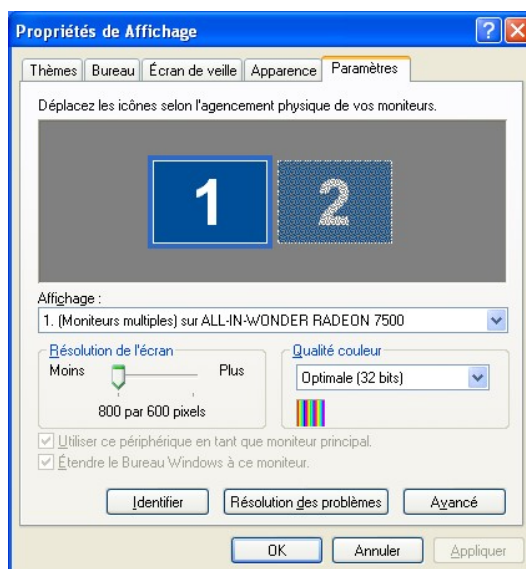 Propriétés de Affichage
Thèmes Bureau Écran de veille Apparence Paramètres
Déplacez les icônes selon l'agencement physique de vos moniteurs.
1 2
Affichage :
1. (Moniteurs multiples) sur ALL-IN-WONDER RADEON 7500
Résolution de l'écran
Moins Plus
800 par 600 pixels
Qualité couleur
Optimale (32 bits)
Utiliser ce périphérique en tant que moniteur principal.
Étendre le Bureau Windows à ce moniteur.
Identifier Résolution des problèmes Avancé
OK Annuler Appliquer